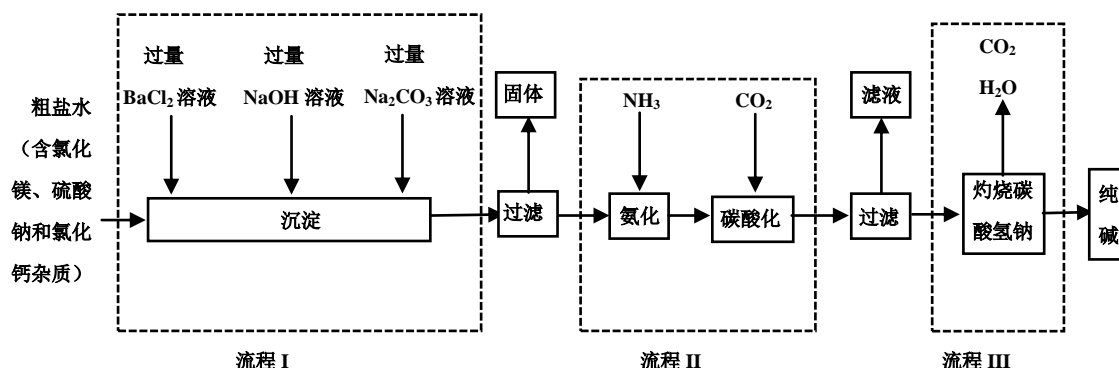 粗盐水
（含氯化
镁、硫酸
钠和氯化
钙杂质）
过量
BaCl₂ 溶液
过量
NaOH 溶液
过量
Na₂CO₃ 溶液
沉淀
流程 I
固体
过滤
NH₃
CO₂
氨化
碳酸化
流程 II
滤液
过滤
CO₂
H₂O
灼烧碳
酸氢钠
流程 III
纯
碱